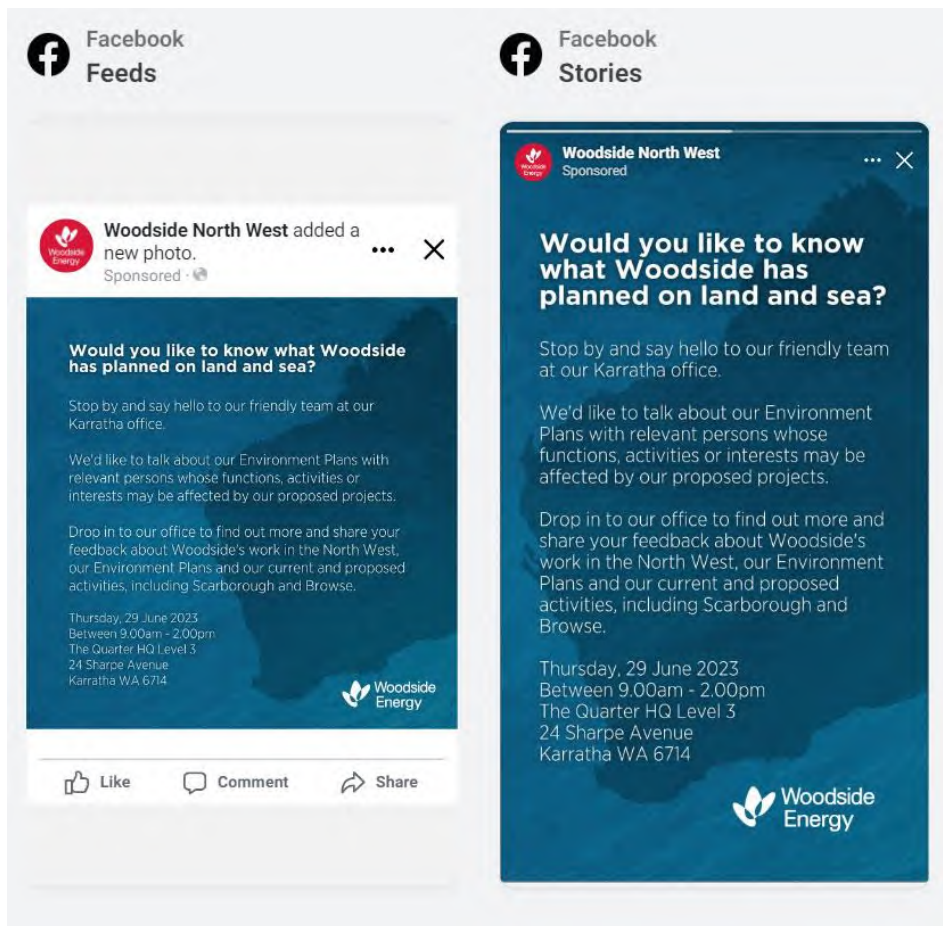 Facebook
Feeds
Woodside North West added a
new photo.
Sponsored ·
Woodside
Energy
Would you like to know what Woodside
has planned on land and sea?
Stop by and say hello to our friendly team at our
Karratha office.
We'd like to talk about our Environment Plans with
relevant persons whose functions, activities or
interests may be affected by our proposed projects.
Drop in to our office to find out more and share your
feedback about Woodside's work in the North West,
our Environment Plans and our current and proposed
activities, including Scarborough and Browse.
Thursday, 29 June 2023
Between 9.00am - 2.00pm
The Quarter HQ Level 3
24 Sharpe Avenue
Karratha WA 6714
Woodside
Energy
Like
Comment
Share
Facebook
Stories
Woodside North West
Sponsored
Woodside
Energy
Would you like to know
what Woodside has
planned on land and sea?
Stop by and say hello to our friendly team
at our Karratha office.
We'd like to talk about our Environment
Plans with relevant persons whose
functions, activities or interests may be
affected by our proposed projects.
Drop in to our office to find out more and
share your feedback about Woodside's
work in the North West, our Environment
Plans and our current and proposed
activities, including Scarborough and
Browse.
Thursday, 29 June 2023
Between 9.00am - 2.00pm
The Quarter HQ Level 3
24 Sharpe Avenue
Karratha WA 6714
Woodside
Energy